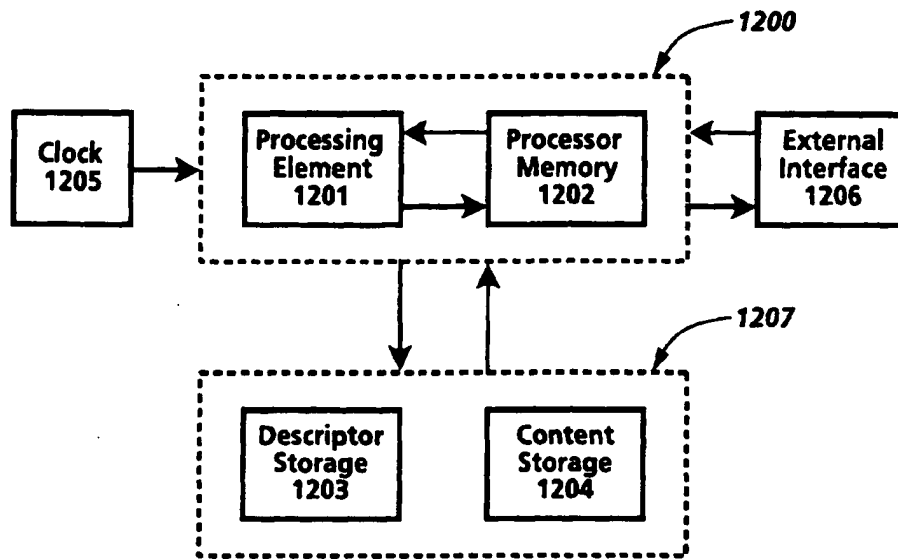 1200
Clock
1205
Processing
Element
1201
Processor
Memory
1202
External
Interface
1206
1207
Descriptor
Storage
1203
Content
Storage
1204